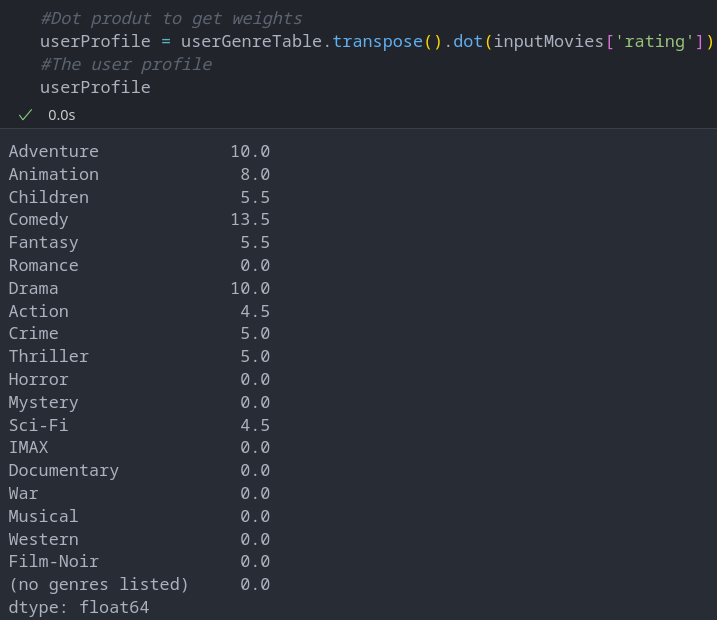 #Dot produt to get weights
userProfile = userGenreTable.transpose().dot(inputMovies['rating'])
#The user profile
userProfile
0.0s
Adventure 10.0
Animation 8.0
Children 5.5
Comedy 13.5
Fantasy 5.5
Romance 0.0
Drama 10.0
Action 4.5
Crime 5.0
Thriller 5.0
Horror 0.0
Mystery 0.0
Sci-Fi 4.5
IMAX 0.0
Documentary 0.0
War 0.0
Musical 0.0
Western 0.0
Film-Noir 0.0
(no genres listed) 0.0
dtype: float64